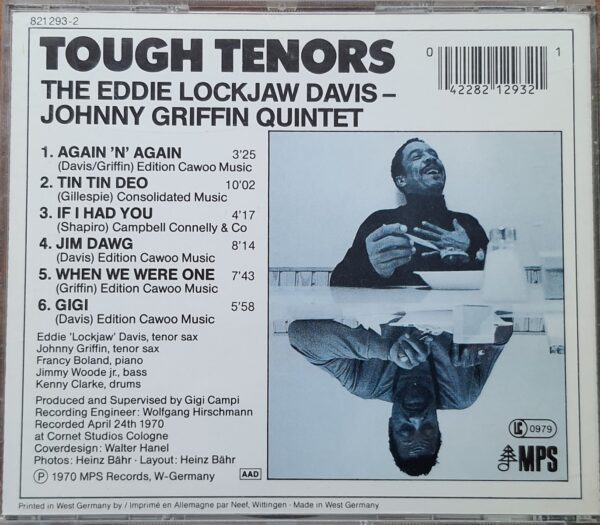 821 293-2
TOUGH TENORS
THE EDDIE LOCKJAW DAVIS –
JOHNNY GRIFFIN QUINTET
0 42282 12932 1
1. AGAIN 'N' AGAIN 3'25
(Davis/Griffin) Edition Cawoo Music
2. TIN TIN DEO 10'02
(Gillespie) Consolidated Music
3. IF I HAD YOU 4'17
(Shapiro) Campbell Connelly & Co
4. JIM DAWG 8'14
(Davis) Edition Cawoo Music
5. WHEN WE WERE ONE 7'43
(Griffin) Edition Cawoo Music
6. GIGI 5'58
(Davis) Edition Cawoo Music
Eddie 'Lockjaw' Davis, tenor sax
Johnny Griffin, tenor sax
Francy Boland, piano
Jimmy Woode jr., bass
Kenny Clarke, drums
Produced and Supervised by Gigi Campi
Recording Engineer: Wolfgang Hirschmann
Recorded April 24th 1970
at Cornet Studios Cologne
Coverdesign: Walter Hanel
Photos: Heinz Bähr · Layout: Heinz Bähr
Ⓟ 1970 MPS Records, W-Germany
AAD
LC 0979
MPS
Printed in West Germany by / Imprimé en Allemagne par Neef, Wittingen · Made in West Germany